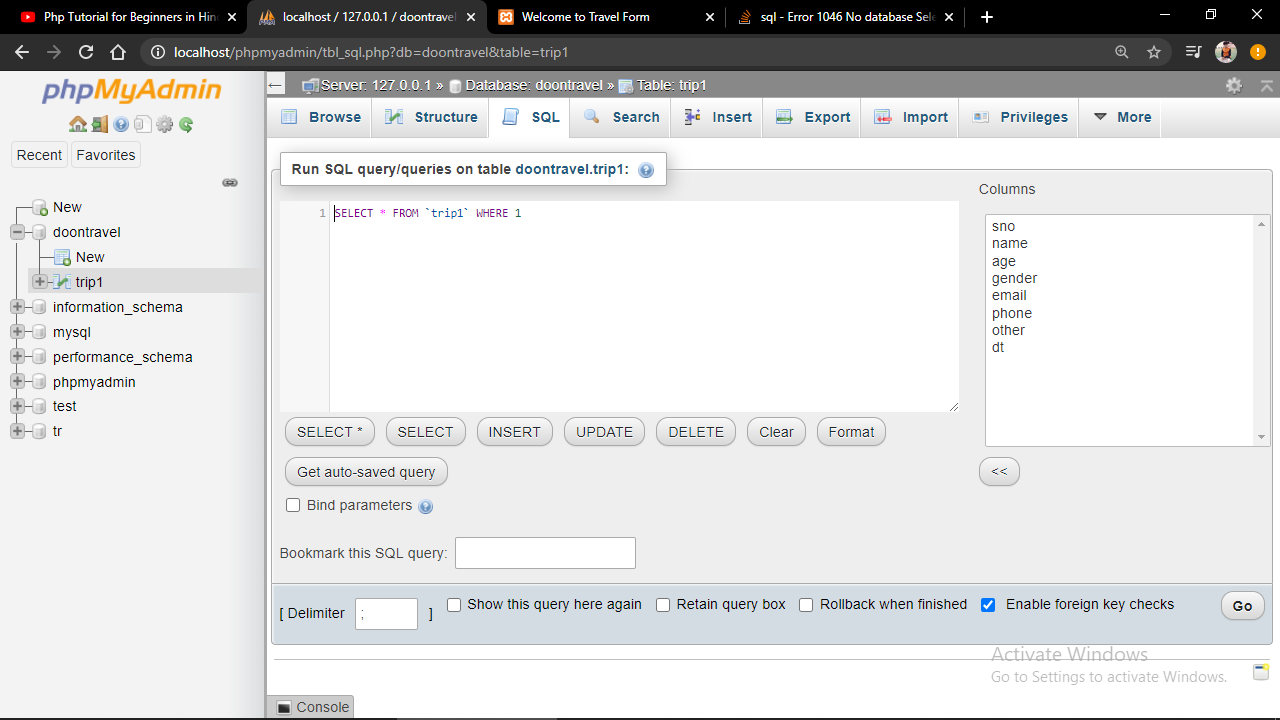 Php Tutorial for Beginners in Hin
localhost / 127.0.0.1 / doontravel
Welcome to Travel Form
sql - Error 1046 No database Sele
localhost/phpmyadmin/tbl_sql.php?db=doontravel&table=trip1
phpMyAdmin
Recent
Favorites
New
doontravel
New
trip1
information_schema
mysql
performance_schema
phpmyadmin
test
tr
Server: 127.0.0.1 » Database: doontravel » Table: trip1
Browse
Structure
SQL
Search
Insert
Export
Import
Privileges
More
Run SQL query/queries on table doontravel.trip1:
1 SELECT * FROM `trip1` WHERE 1
Columns
sno
name
age
gender
email
phone
other
dt
SELECT *
SELECT
INSERT
UPDATE
DELETE
Clear
Format
Get auto-saved query
<<
Bind parameters
Bookmark this SQL query:
[ Delimiter ; ]
Show this query here again
Retain query box
Rollback when finished
Enable foreign key checks
Go
Activate Windows
Go to Settings to activate Windows.
Console